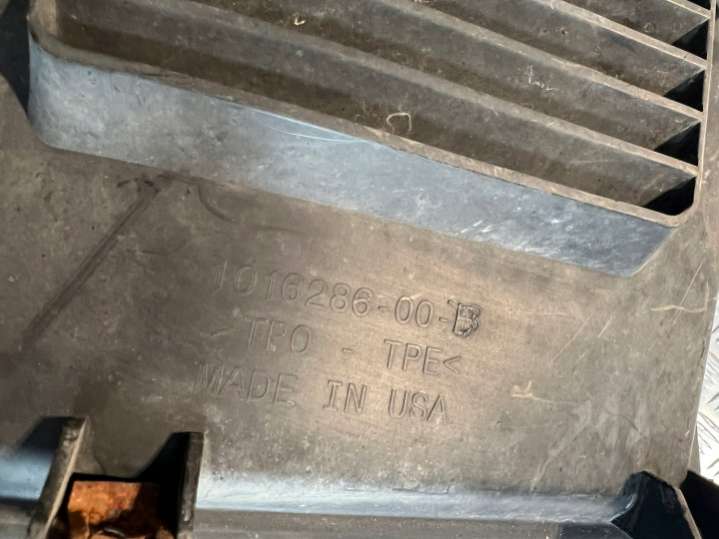 1016286-00-B
>TPO - TPE<
MADE IN USA